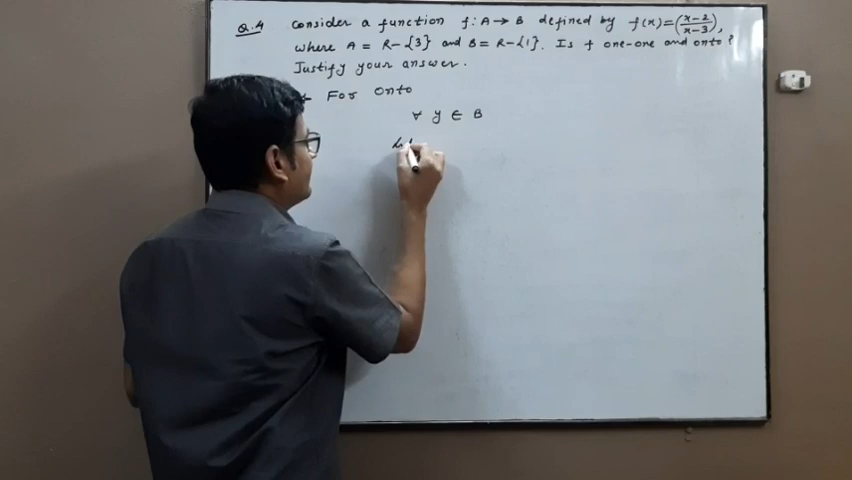 Q.4 Consider a function f: A → B defined by f(x)=(x-2/x-3),
where A = R-{3} and B = R-{1}. Is f one-one and onto?
Justify your answer.
For onto
∀ y ∈ B